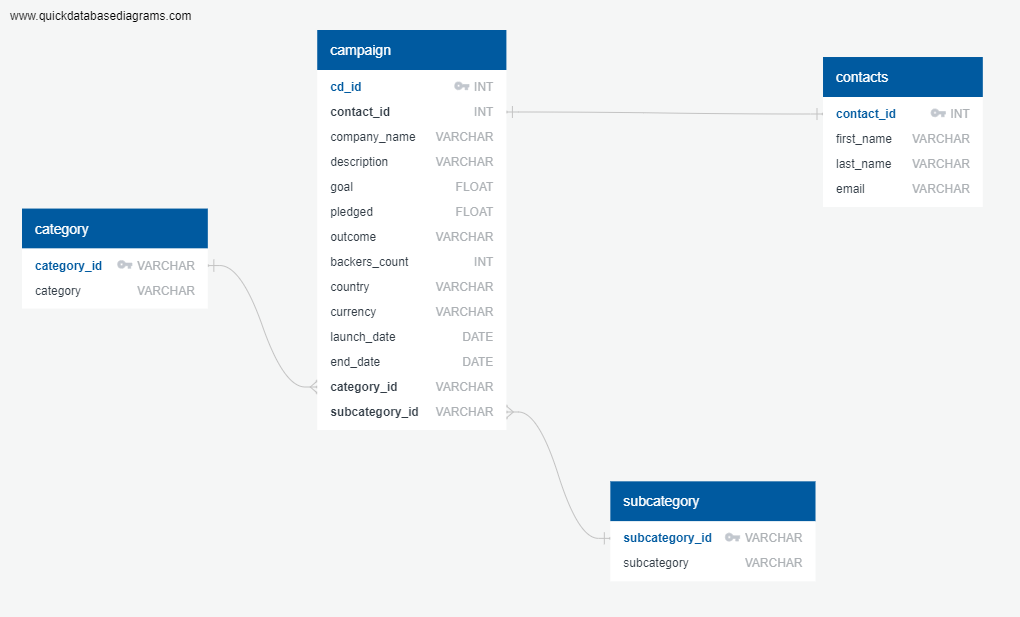 www.quickdatabasediagrams.com
campaign
cd_id INT
contact_id INT
company_name VARCHAR
description VARCHAR
goal FLOAT
pledged FLOAT
outcome VARCHAR
backers_count INT
country VARCHAR
currency VARCHAR
launch_date DATE
end_date DATE
category_id VARCHAR
subcategory_id VARCHAR
contacts
contact_id INT
first_name VARCHAR
last_name VARCHAR
email VARCHAR
category
category_id VARCHAR
category VARCHAR
subcategory
subcategory_id VARCHAR
subcategory VARCHAR